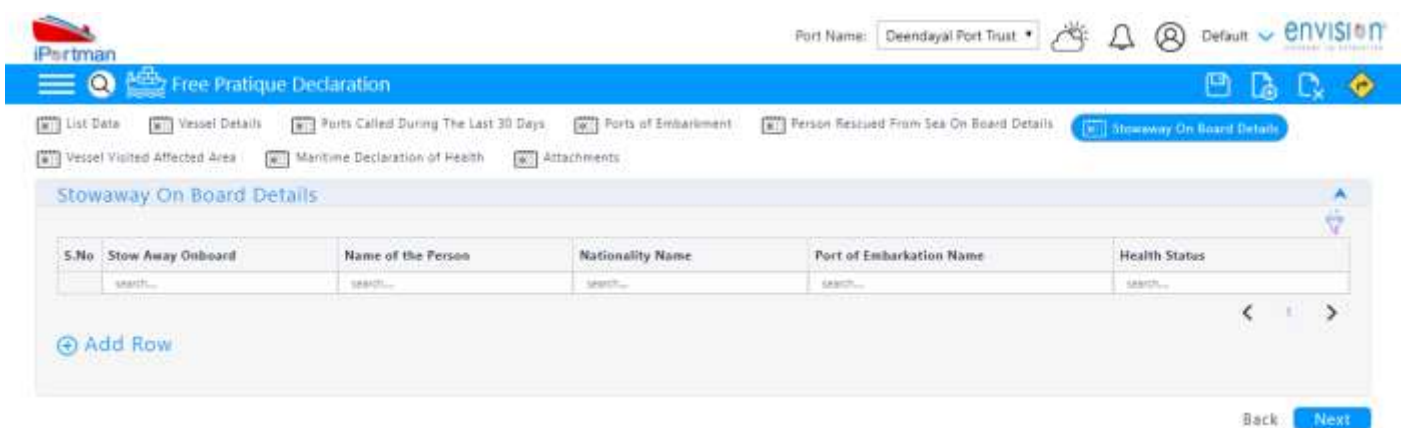 Port Name: Deendayal Port Trust Default envision
iPortman
Free Pratique Declaration
List Data Vessel Details Ports Called During The Last 30 Days Ports of Embarkment Person Rescued From Sea On Board Details Stowaway On Board Details
Vessel Visited Affected Area Maritime Declaration of Health Attachments
Stowaway On Board Details
S.No Stow Away Onboard Name of the Person Nationality Name Port of Embarkation Name Health Status
search... search... search... search... search...
1
Add Row
Back Next